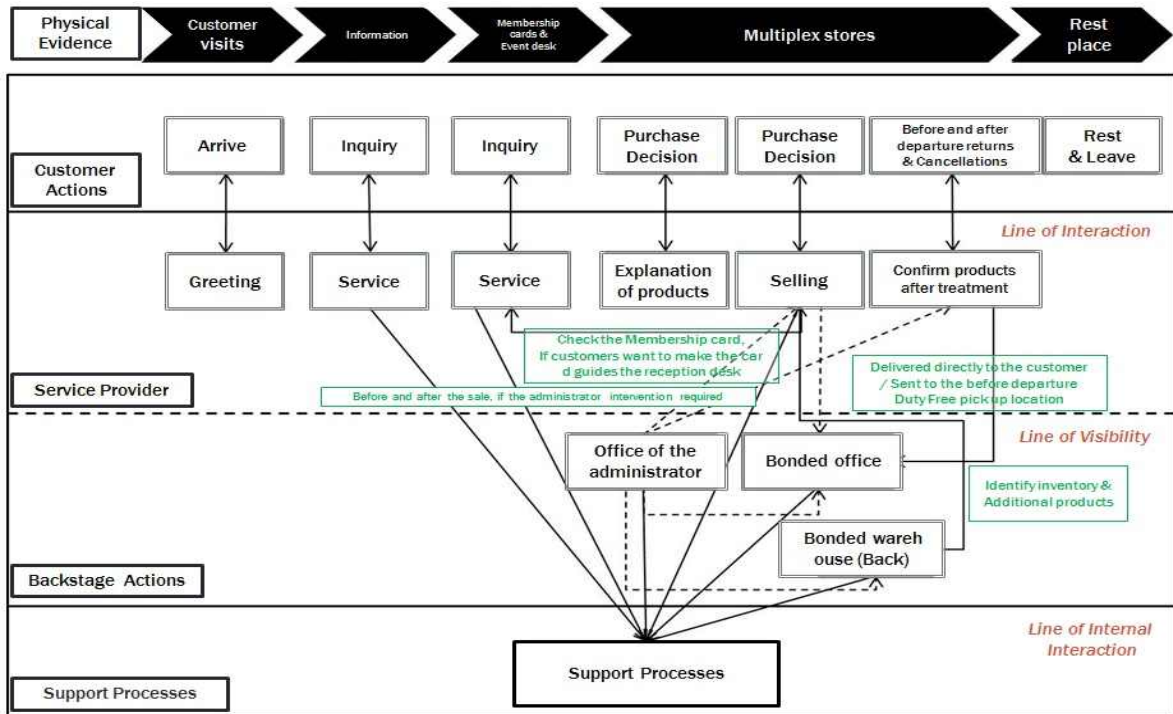 Physical
Evidence
Customer
visits
Information
Membership
cards &
Event desk
Multiplex stores
Rest
place
Arrive
Inquiry
Inquiry
Purchase
Decision
Purchase
Decision
Before and after
departure returns
& Cancellations
Rest
& Leave
Customer
Actions
Line of Interaction
Greeting
Service
Service
Explanation
of products
Selling
Confirm products
after treatment
Check the Membership card,
If customers want to make the car
d guides the reception desk
Delivered directly to the customer
/ Sent to the before departure
Duty Free pick up location
Service Provider
Before and after the sale, if the administrator intervention required
Line of Visibility
Office of the
administrator
Bonded office
Identify inventory &
Additional products
Bonded wareh
ouse (Back)
Backstage Actions
Line of Internal
Interaction
Support Processes
Support Processes